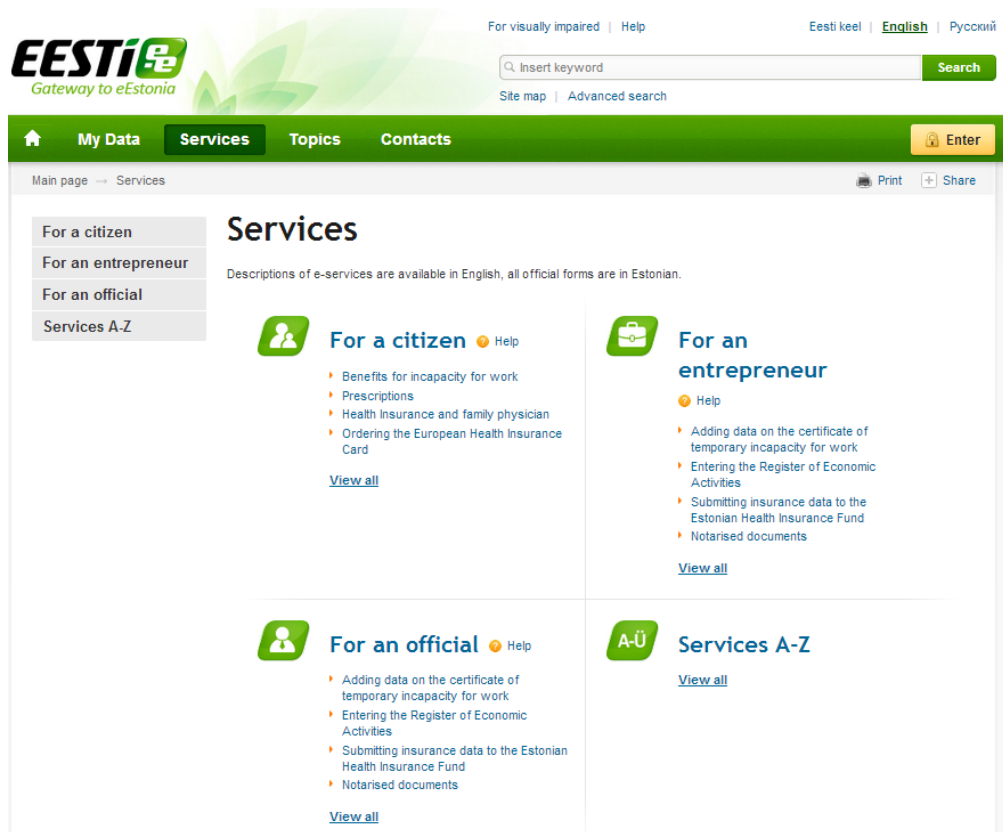 For visually impaired | Help
Eesti keel | English | Русский
EESTi ee
Gateway to eEstonia
Insert keyword
Search
Site map | Advanced search
My Data
Services
Topics
Contacts
Enter
Main page → Services
Print
Share
For a citizen
For an entrepreneur
For an official
Services A-Z
Services
Descriptions of e-services are available in English, all official forms are in Estonian.
For a citizen
Help
Benefits for incapacity for work
Prescriptions
Health Insurance and family physician
Ordering the European Health Insurance
Card
View all
For an
entrepreneur
Help
Adding data on the certificate of
temporary incapacity for work
Entering the Register of Economic
Activities
Submitting insurance data to the
Estonian Health Insurance Fund
Notarised documents
View all
For an official
Help
Adding data on the certificate of
temporary incapacity for work
Entering the Register of Economic
Activities
Submitting insurance data to the Estonian
Health Insurance Fund
Notarised documents
View all
A-Ü
Services A-Z
View all